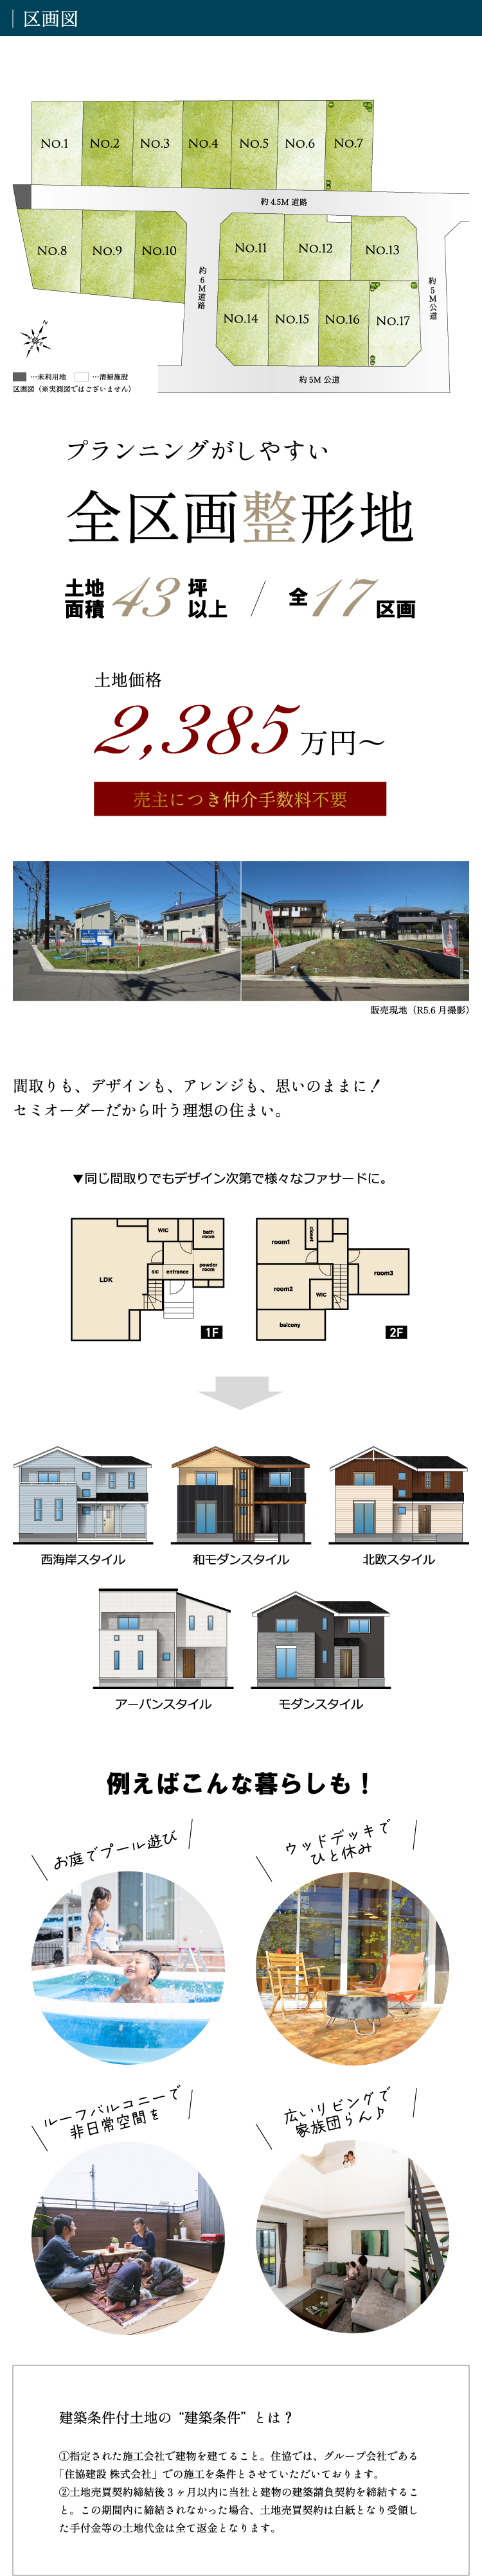 区画図
No.1
No.2
No.3
No.4
No.5
No.6
No.7
約 4.5M 道路
No.8
No.9
No.10
約6M道路
No.11
No.12
No.13
約5M公道
No.14
No.15
No.16
No.17
N
約 5M 公道
…未利用地 …清掃施設
区画図（※実測図ではございません）
プランニングがしやすい
全区画整形地
土地面積 43 坪以上 / 全 17 区画
土地価格
2,385 万円～
売主につき仲介手数料不要
販売現地（R5.6 月撮影）
間取りも、デザインも、アレンジも、思いのままに！
セミオーダーだから叶う理想の住まい。
▼同じ間取りでもデザイン次第で様々なファサードに。
LDK
WIC
bath room
powder room
SIC
entrance
1F
room1
closet
room2
WIC
room3
balcony
2F
西海岸スタイル
和モダンスタイル
北欧スタイル
アーバンスタイル
モダンスタイル
例えばこんな暮らしも！
お庭でプール遊び
ウッドデッキで
ひと休み
ルーフバルコニーで
非日常空間を
広いリビングで
家族団らん♪
建築条件付土地の“建築条件”とは？
①指定された施工会社で建物を建てること。住協では、グループ会社である
「住協建設 株式会社」での施工を条件とさせていただいております。
②土地売買契約締結後３ヶ月以内に当社と建物の建築請負契約を締結するこ
と。この期間内に締結されなかった場合、土地売買契約は白紙となり受領し
た手付金等の土地代金は全て返金となります。